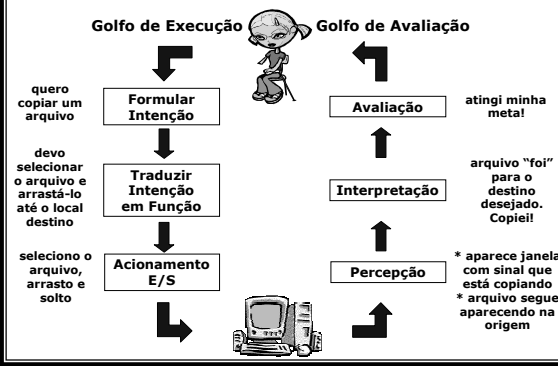 Golfo de Execução
Golfo de Avaliação
quero
copiar um
arquivo
Formular
Intenção
devo
selecionar
o arquivo e
arrastá-lo
até o local
destino
Traduzir
Intenção
em Função
seleciono o
arquivo,
arrasto e
solto
Acionamento
E/S
Avaliação
atingi minha
meta!
Interpretação
arquivo “foi”
para o
destino
desejado.
Copiei!
Percepção
* aparece janela
com sinal que
está copiando
* arquivo segue
aparecendo na
origem